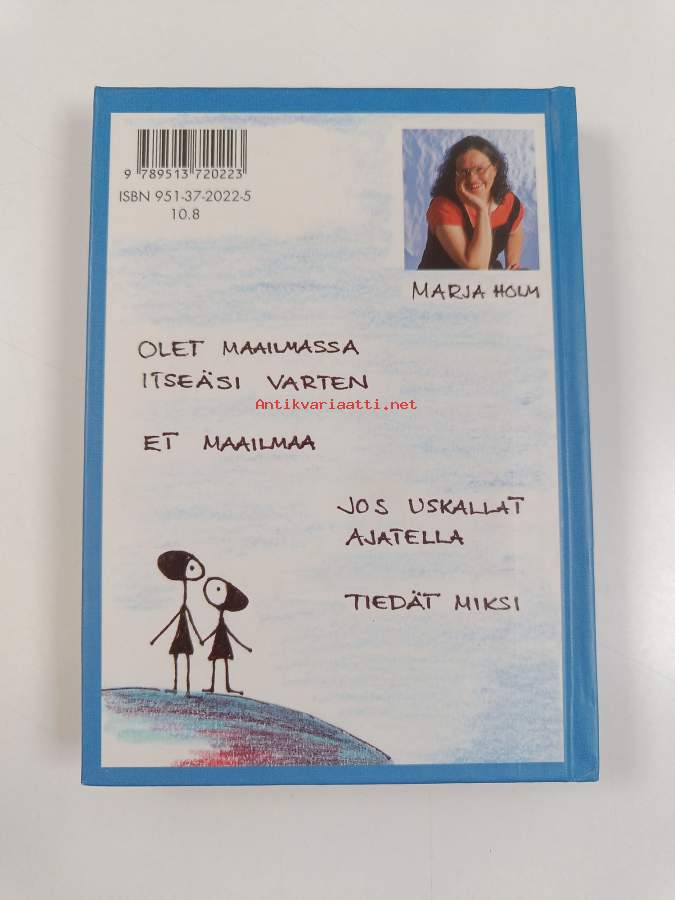 9 789513 720223
ISBN 951-37-2022-5
10.8
MARJA HOLM
OLET MAAILMASSA
ITSEÄSI VARTEN
Antikvariaatti.net
ET MAAILMAA
JOS USKALLAT
AJATELLA
TIEDÄT MIKSI